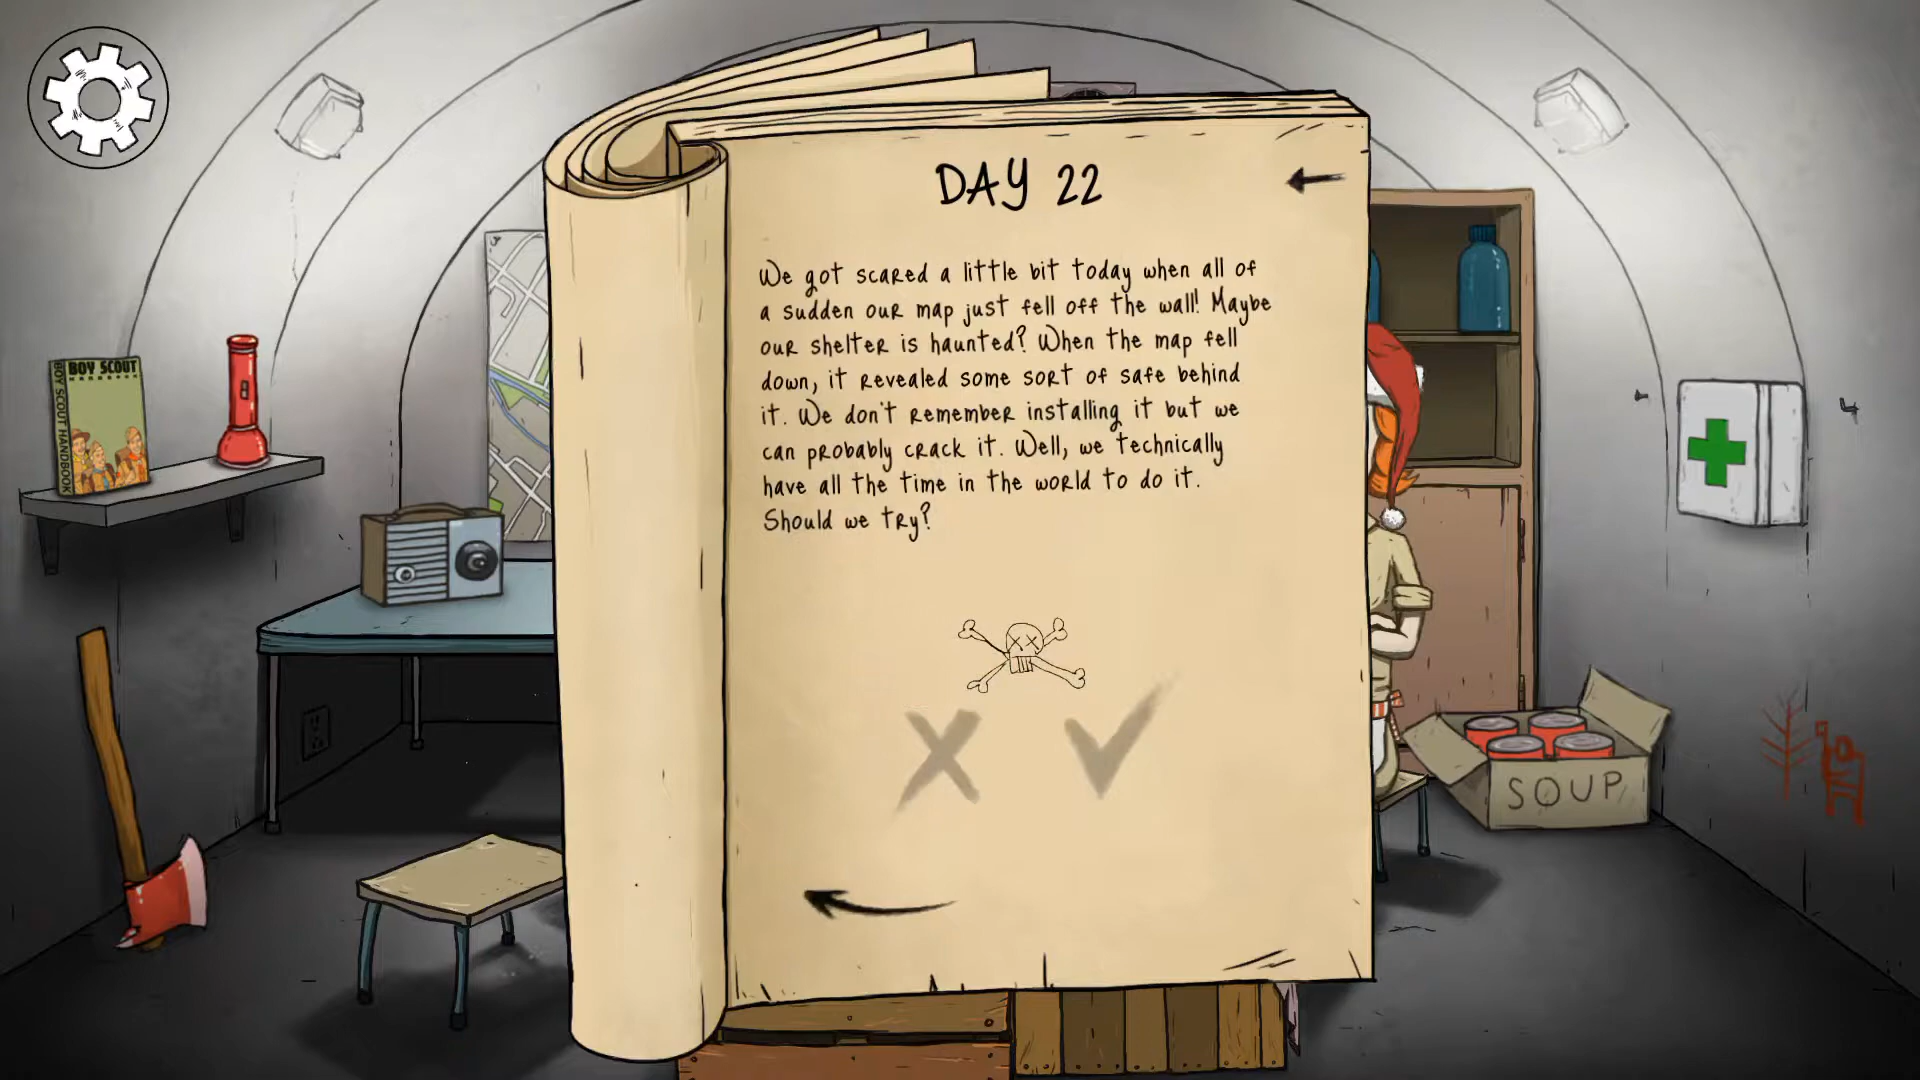 DAY 22
We got scared a little bit today when all of
a sudden our map just fell off the wall! Maybe
our shelter is haunted? When the map fell
down, it revealed some sort of safe behind
it. We don't remember installing it but we
can probably crack it. Well, we technically
have all the time in the world to do it.
Should we try?
BOY SCOUT
HANDBOOK
BOY SCOUT HANDBOOK
SOUP